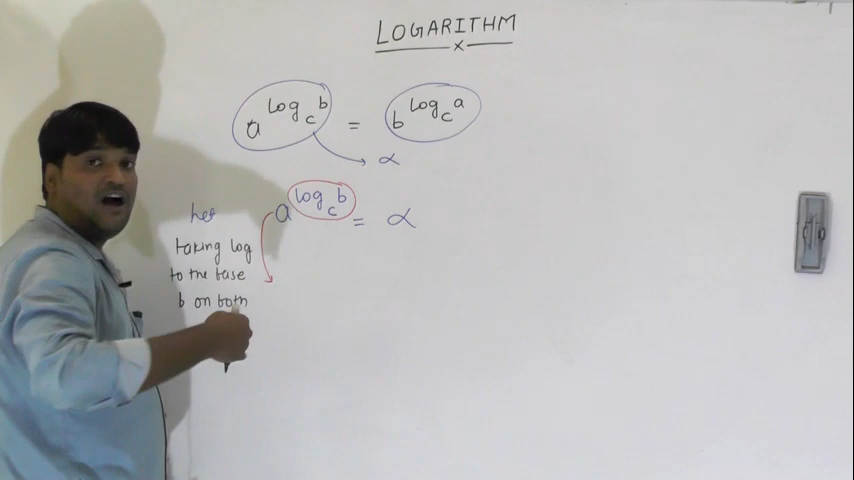 LOGARITHM
a^log_c b = b^log_c a
α
let a^log_c b = α
taking log
to the base
b on both